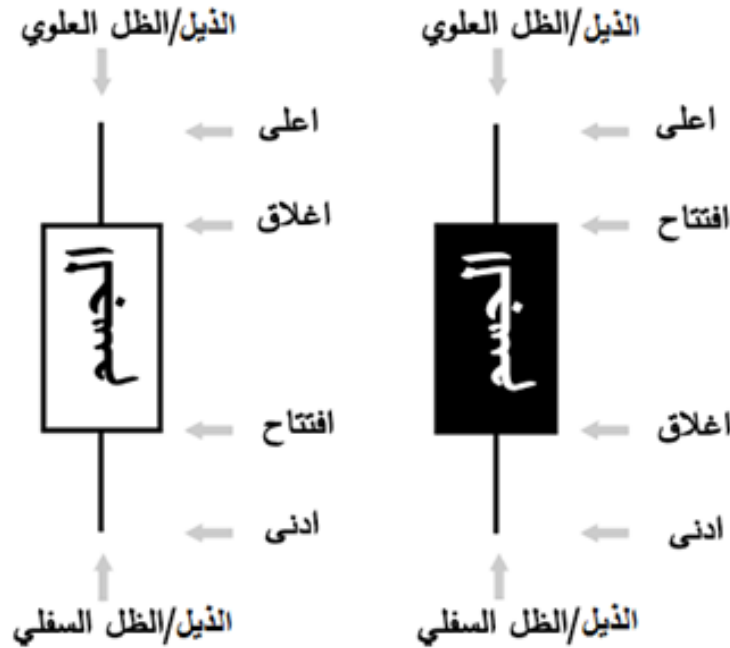 الذيل/الظل العلوي
اعلى
اغلاق
الجسم
افتتاح
ادنى
الذيل/الظل السفلي
الذيل/الظل العلوي
اعلى
افتتاح
الجسم
اغلاق
ادنى
الذيل/الظل السفلي